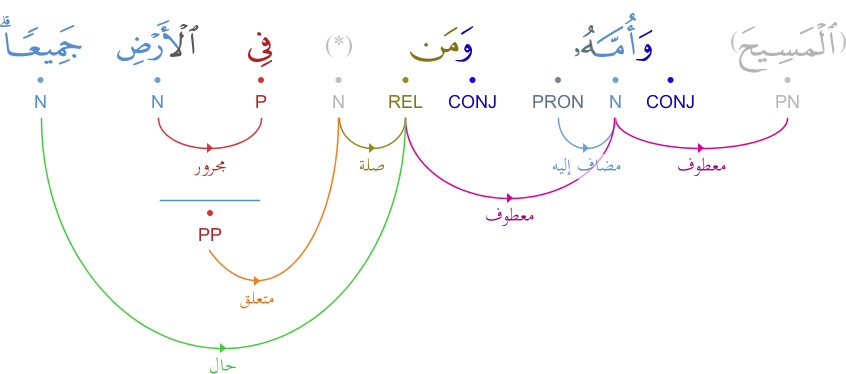 (ٱلْمَسِيحَ) وَأُمَّهُۥ وَمَن (*) فِى ٱلْأَرْضِ جَمِيعًا ۗ
PN CONJ N PRON CONJ REL N P N N
معطوف مضاف إليه صلة مجرور
معطوف
PP
متعلق
حال